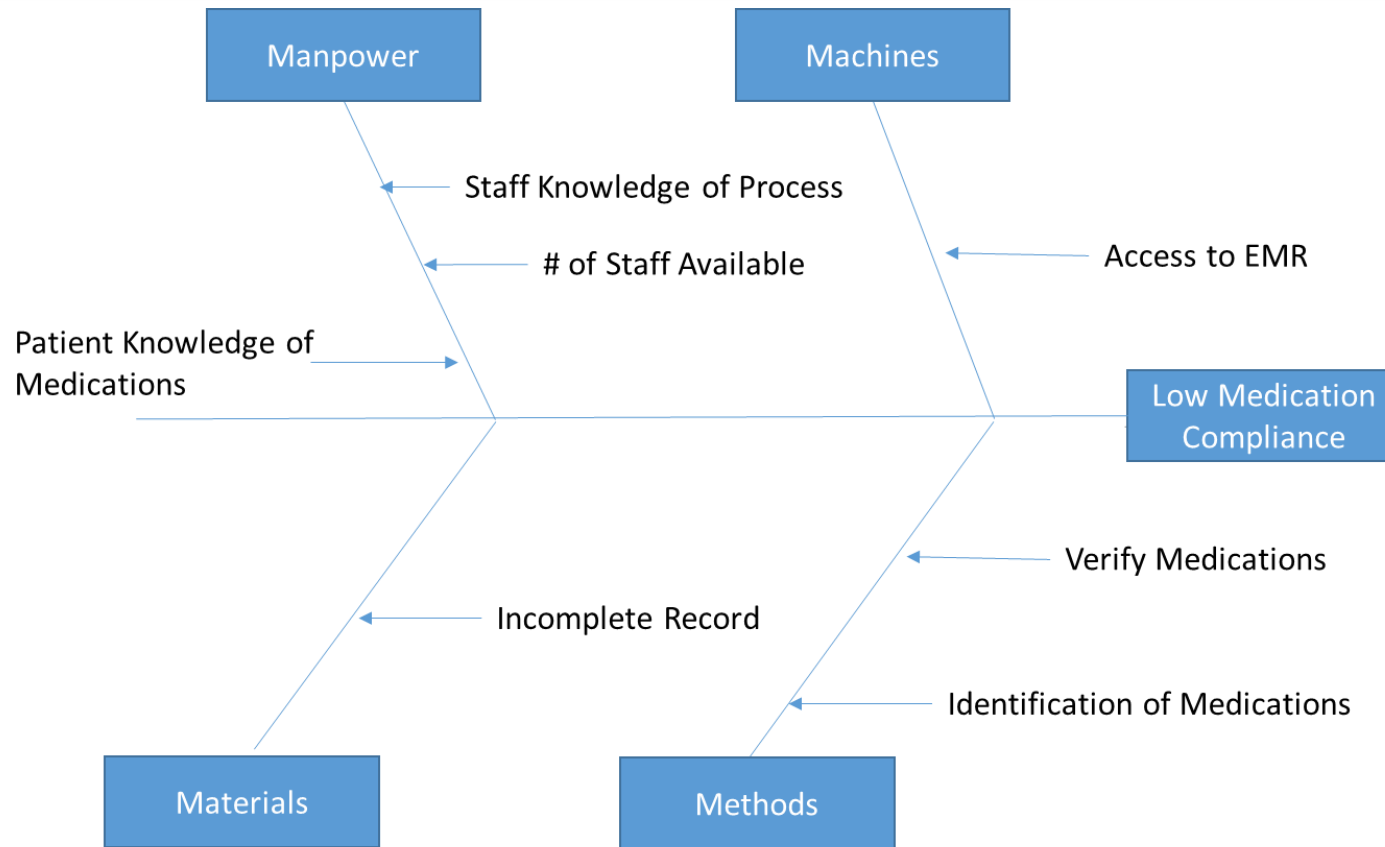 Manpower
Machines
Staff Knowledge of Process
# of Staff Available
Access to EMR
Patient Knowledge of
Medications
Low Medication
Compliance
Verify Medications
Incomplete Record
Identification of Medications
Materials
Methods